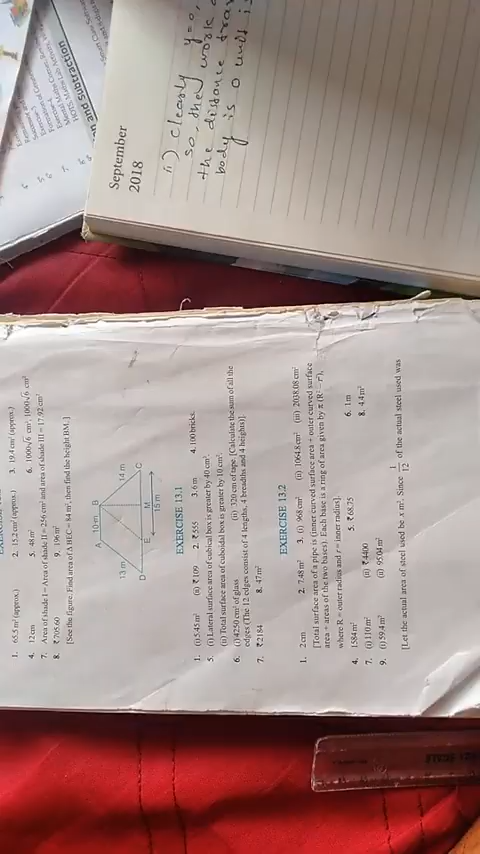 September
2018
ii) clearly y=0,
so, the work
the distance trav
body is 0 unit is
n and Subtraction
1. 65.5 m² (approx.) 2. 15.2 cm² (approx.) 3. 19.4 cm² (approx.)
4. 12 cm 5. 48 m² 6. 1000√6 cm², 1000√6 cm²
7. Area of shade I = Area of shade II = 256 cm² and area of shade III = 17.92 cm²
8. ₹705.60 9. 196 m²
[See the figure: Find area of Δ BEC = 84 m², then find the height BM.]
A 10 m B
13 m 14 m
D E M C
15 m
EXERCISE 13.1
1. (i) 5.45 m² (ii) ₹109 2. ₹555 3. 6 m 4. 100 bricks.
5. (i) Lateral surface area of cubical box is greater by 40 cm².
(ii) Total surface area of cuboidal box is greater by 10 cm².
6. (i) 4250 cm² of glass (ii) 320 cm of tape. [Calculate the sum of all the
edges (The 12 edges consist of 4 lengths, 4 breadths and 4 heights)].
7. ₹2184 8. 47 m²
EXERCISE 13.2
1. 2 cm 2. 7.48 m² 3. (i) 968 cm² (ii) 1064.8 cm² (iii) 2038.08 cm²
[Total surface area of a pipe is (inner curved surface area + outer curved surface
area + areas of the two bases). Each base is a ring of area given by π (R² – r²),
where R = outer radius and r = inner radius].
4. 1584 m² 5. ₹68.75 6. 1 m
7. (i) 110 m² (ii) ₹4400 8. 4.4 m²
9. (i) 59.4 m² (ii) 95.04 m²
[Let the actual area of steel used be x m². Since 1/12 of the actual steel used was
SCALE